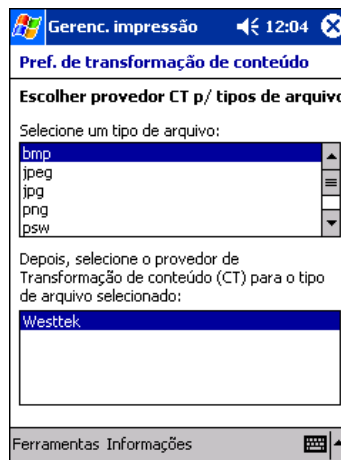 Gerenc. impressão 12:04
Pref. de transformação de conteúdo
Escolher provedor CT p/ tipos de arquivo
Selecione um tipo de arquivo:
bmp
jpeg
jpg
png
psw
Depois, selecione o provedor de
Transformação de conteúdo (CT) para o tipo
de arquivo selecionado:
Westtek
Ferramentas Informações